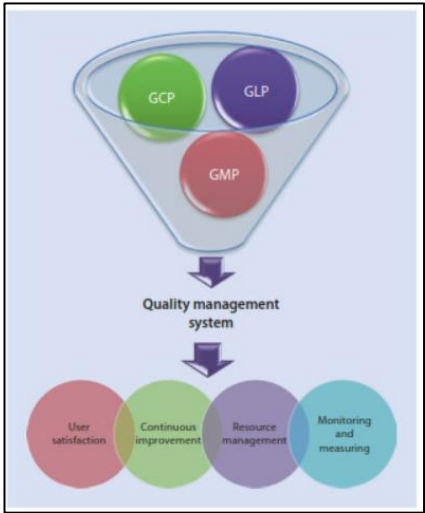 GCP
GLP
GMP
Quality management
system
User
satisfaction
Continuous
improvement
Resource
management
Monitoring
and
measuring